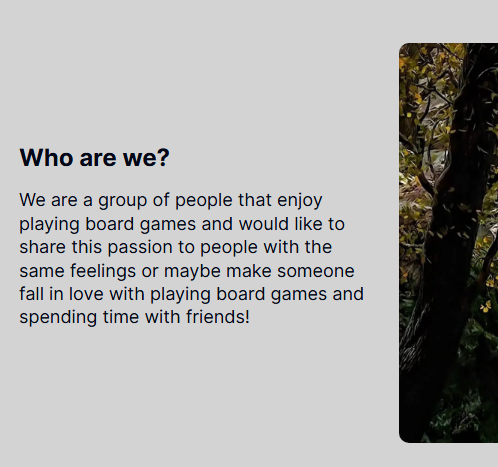 Who are we?
We are a group of people that enjoy
playing board games and would like to
share this passion to people with the
same feelings or maybe make someone
fall in love with playing board games and
spending time with friends!